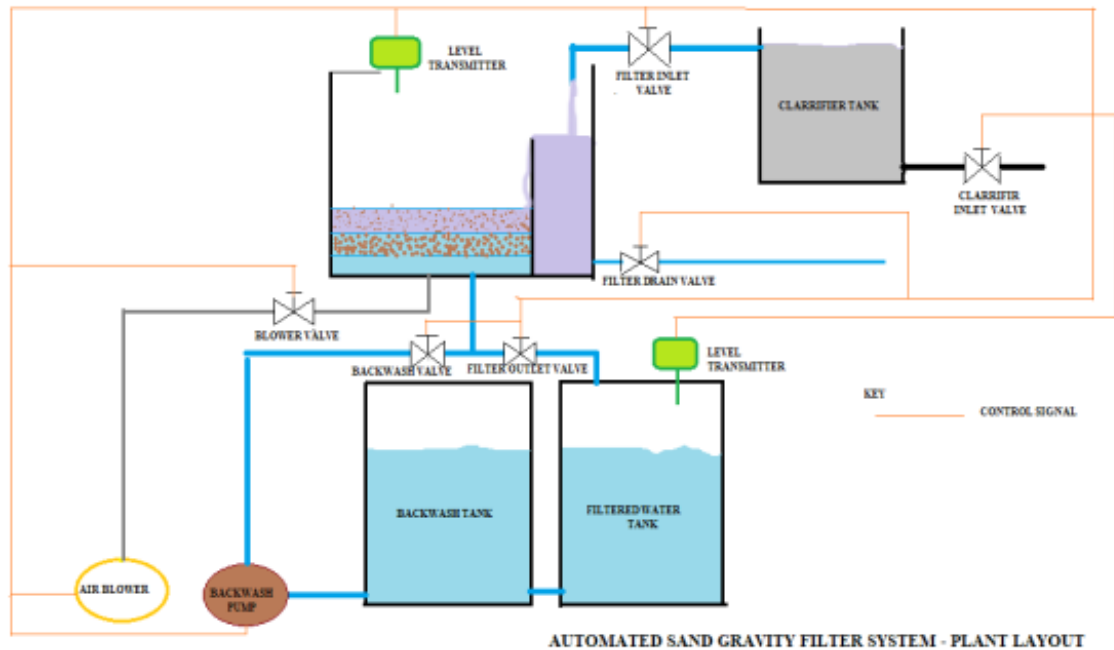 LEVEL
TRANSMITTER
FILTER INLET
VALVE
CLARRIFIER TANK
CLARRIFIR
INLET VALVE
FILTER DRAIN VALVE
BLOWER VALVE
BACKWASH VALVE
FILTER OUTLET VALVE
LEVEL
TRANSMITTER
KEY
CONTROL SIGNAL
BACKWASH TANK
FILTERED WATER
TANK
AIR BLOWER
BACKWASH
PUMP
AUTOMATED SAND GRAVITY FILTER SYSTEM - PLANT LAYOUT